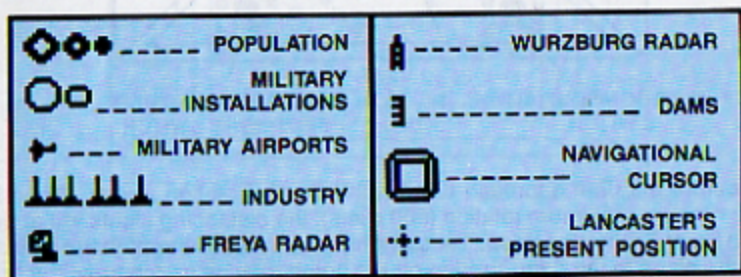 POPULATION
MILITARY
INSTALLATIONS
MILITARY AIRPORTS
INDUSTRY
FREYA RADAR
WURZBURG RADAR
DAMS
NAVIGATIONAL
CURSOR
LANCASTER'S
PRESENT POSITION